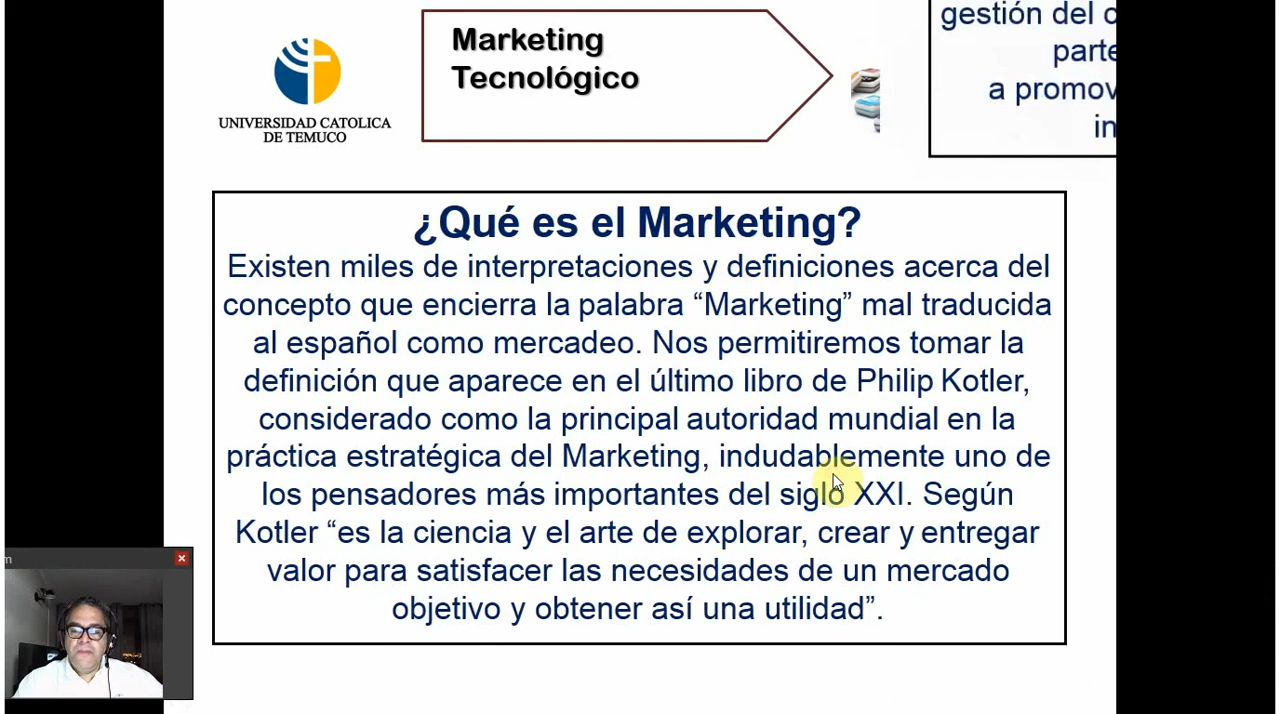 Marketing
Tecnológico
UNIVERSIDAD CATOLICA
DE TEMUCO
gestión del
a promov
¿Qué es el Marketing?
Existen miles de interpretaciones y definiciones acerca del
concepto que encierra la palabra “Marketing” mal traducida
al español como mercadeo. Nos permitiremos tomar la
definición que aparece en el último libro de Philip Kotler,
considerado como la principal autoridad mundial en la
práctica estratégica del Marketing, indudablemente uno de
los pensadores más importantes del siglo XXI. Según
Kotler “es la ciencia y el arte de explorar, crear y entregar
valor para satisfacer las necesidades de un mercado
objetivo y obtener así una utilidad”.